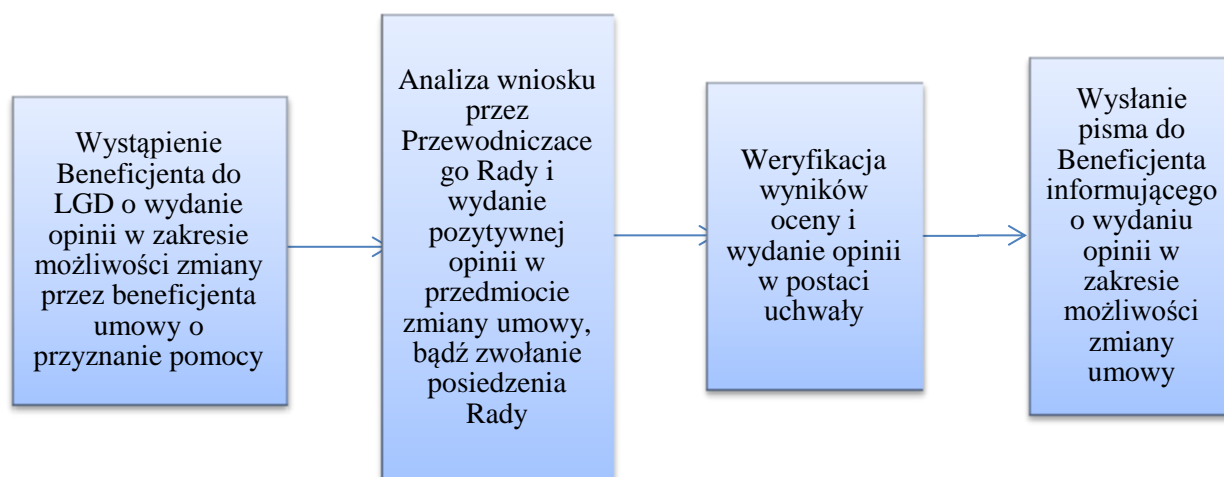 Wystąpienie
Beneficjenta do
LGD o wydanie
opinii w zakresie
możliwości zmiany
przez beneficjenta
umowy o
przyznanie pomocy
Analiza wniosku
przez
Przewodniczace
go Rady i
wydanie
pozytywnej
opinii w
przedmiocie
zmiany umowy,
bądź zwołanie
posiedzenia
Rady
Weryfikacja
wyników
oceny i
wydanie opinii
w postaci
uchwały
Wysłanie
pisma do
Beneficjenta
informującego
o wydaniu
opinii w
zakresie
możliwości
zmiany
umowy